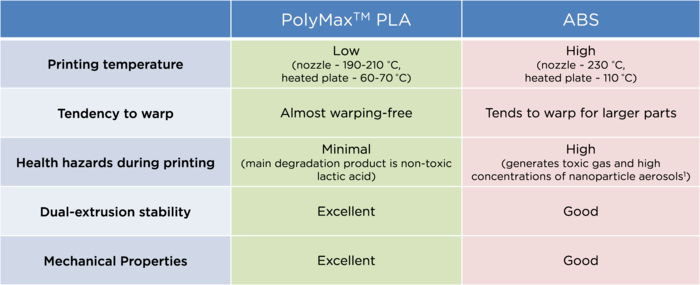 PolyMax™ PLA
ABS
Printing temperature
Low
(nozzle ~ 190-210 °C,
heated plate ~ 60-70 °C)
High
(nozzle ~ 230 °C,
heated plate ~ 110 °C)
Tendency to warp
Almost warping-free
Tends to warp for larger parts
Health hazards during printing
Minimal
(main degradation product is non-toxic
lactic acid)
High
(generates toxic gas and high
concentrations of nanoparticle aerosols¹)
Dual-extrusion stability
Excellent
Good
Mechanical Properties
Excellent
Good